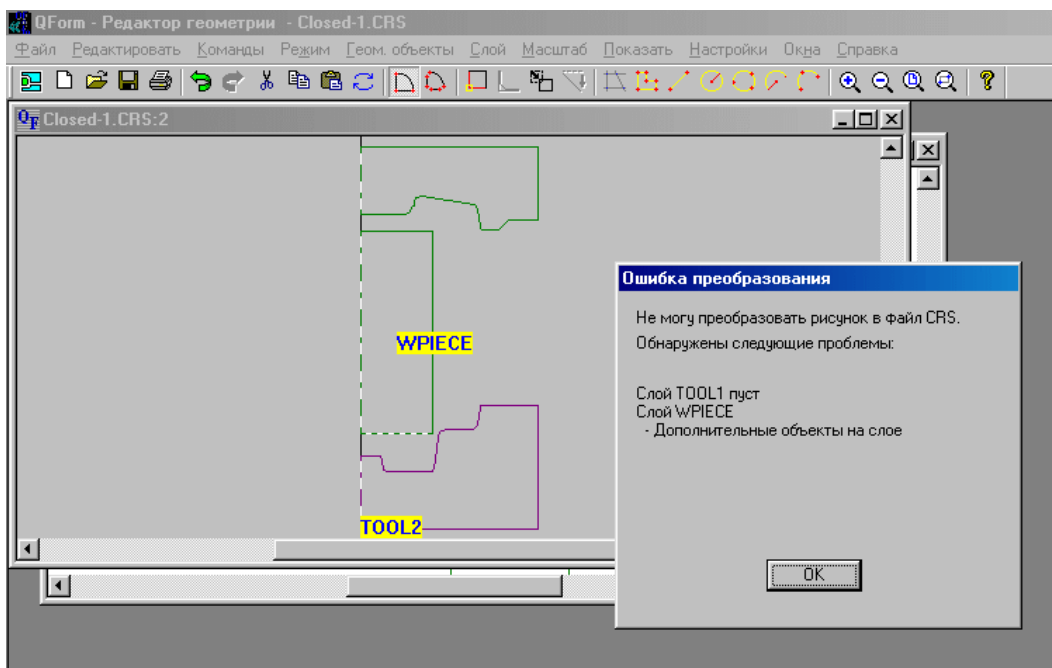 QForm - Редактор геометрии - Closed-1.CRS
Файл Редактировать Команды Режим Геом. объекты Слой Масштаб Показать Настройки Окна Справка
Closed-1.CRS:2
WPIECE
TOOL2
Ошибка преобразования
Не могу преобразовать рисунок в файл CRS.
Обнаружены следующие проблемы:
Слой TOOL1 пуст
Слой WPIECE
- Дополнительные объекты на слое
OK